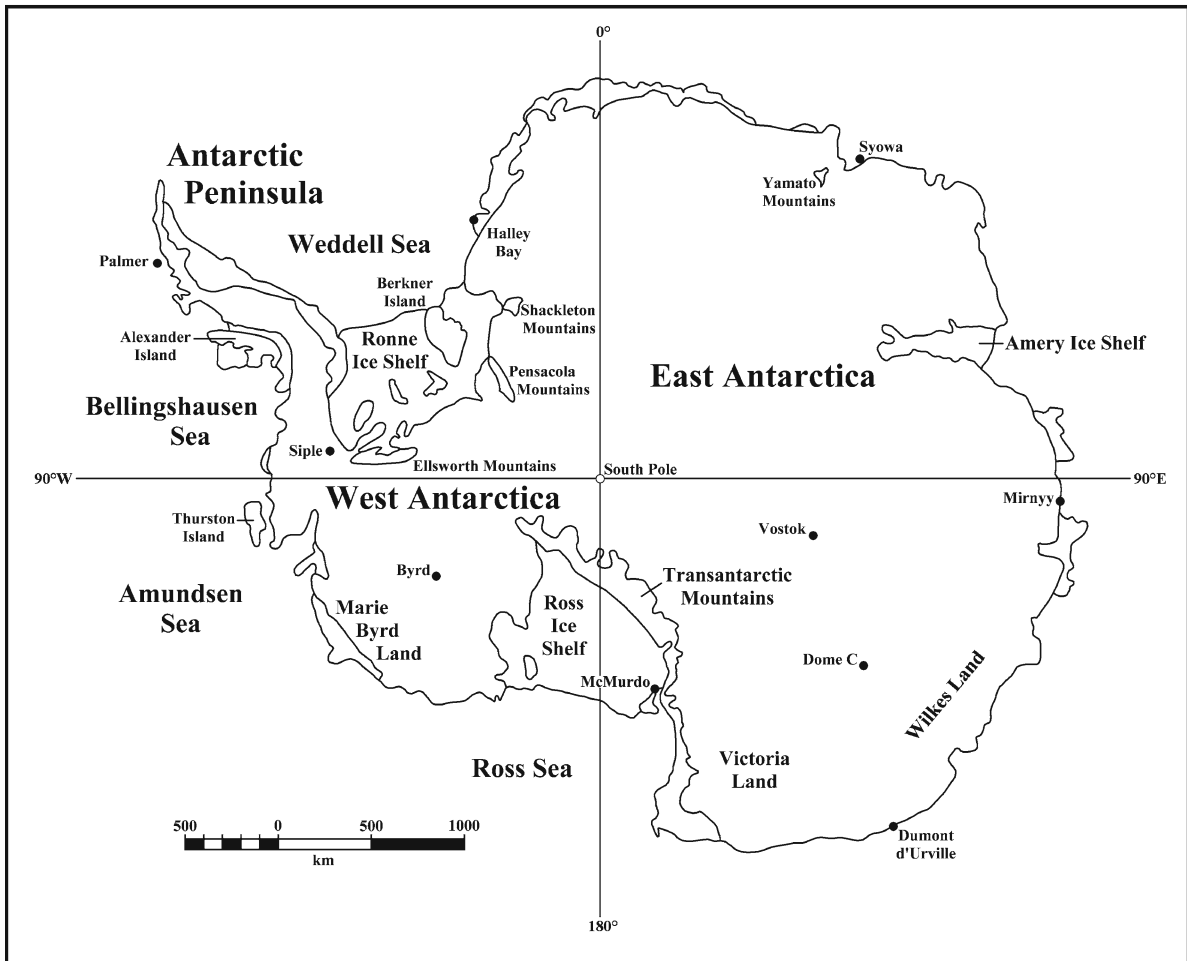 0°
Antarctic
Peninsula
Syowa
Yamato
Mountains
Weddell Sea
Halley
Bay
Palmer
Berkner
Island
Shackleton
Mountains
Alexander
Island
Ronne
Ice Shelf
Amery Ice Shelf
Pensacola
Mountains
East Antarctica
Bellingshausen
Sea
Siple
Ellsworth Mountains
South Pole
90°W
90°E
West Antarctica
Mirnyy
Thurston
Island
Vostok
Byrd
Transantarctic
Mountains
Amundsen
Sea
Marie
Byrd
Land
Ross
Ice
Shelf
Dome C
McMurdo
Wilkes Land
Ross Sea
Victoria
Land
500 0 500 1000
km
Dumont
d'Urville
180°